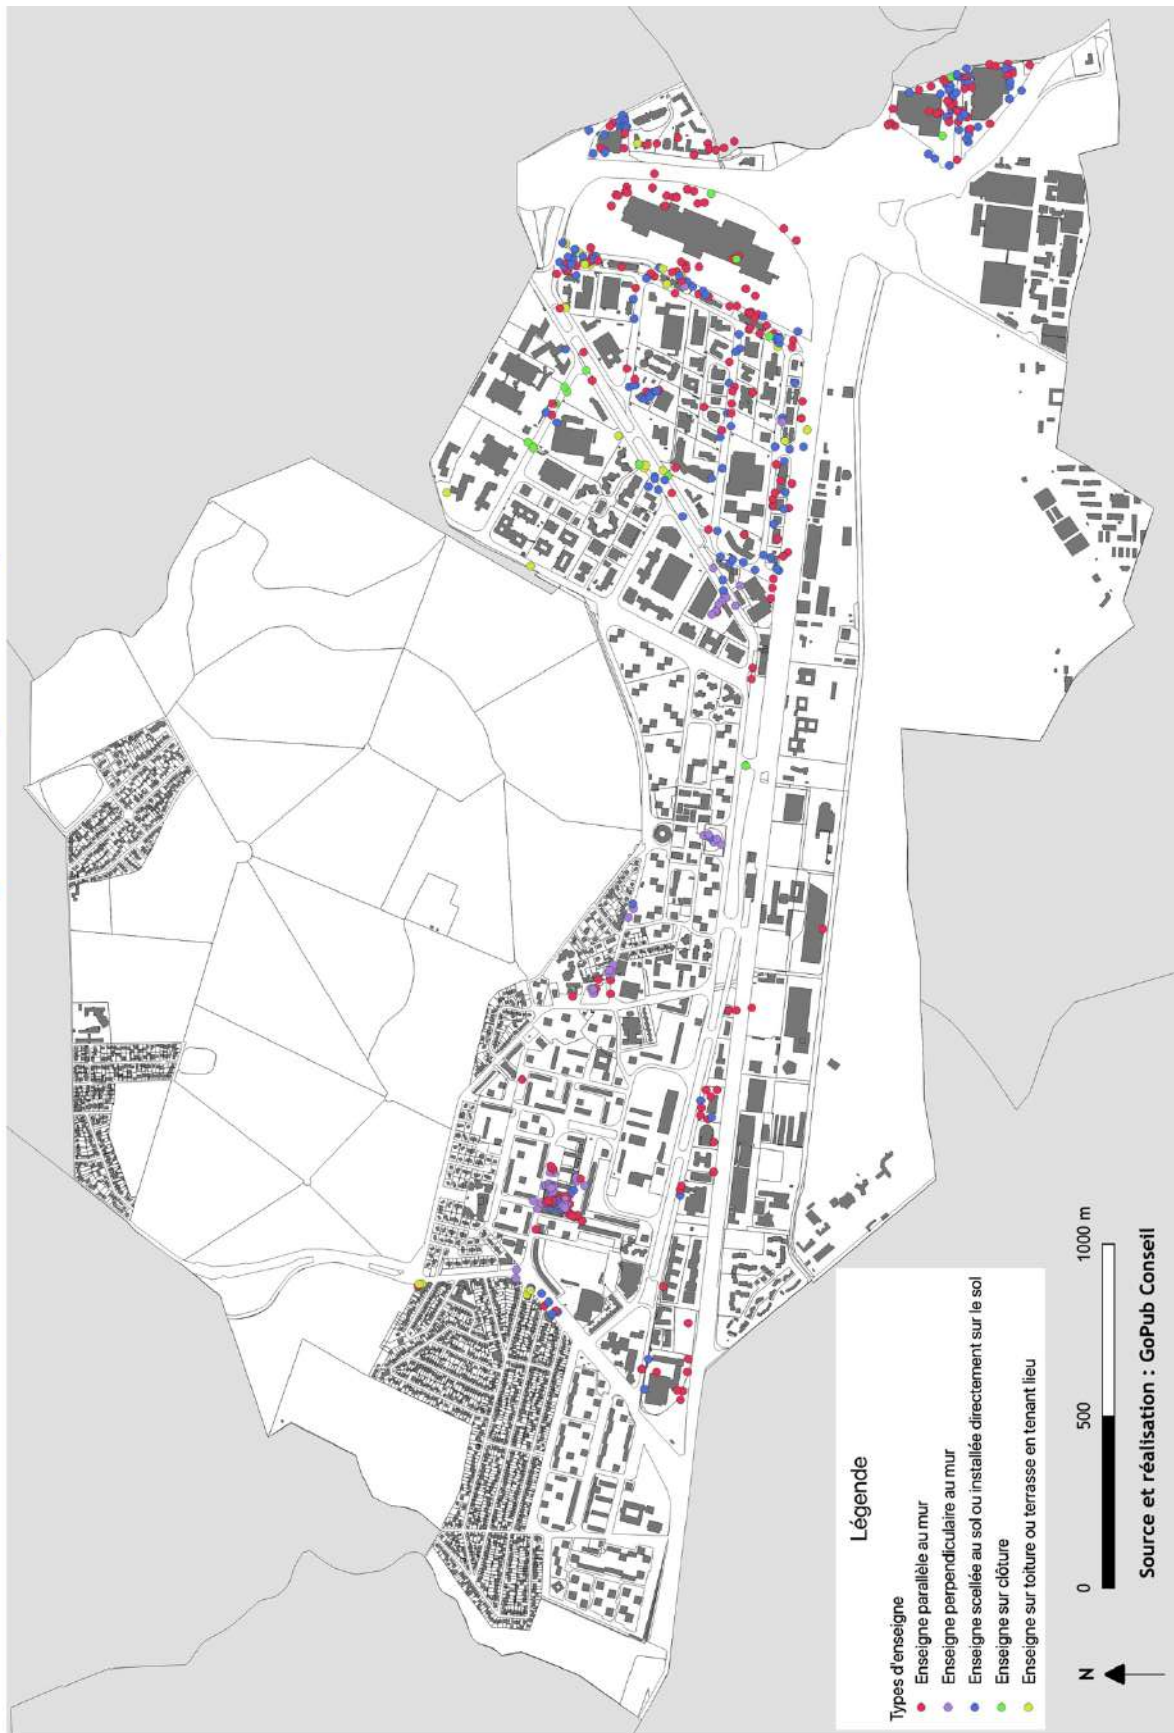 Légende
Types d'enseigne
Enseigne parallèle au mur
Enseigne perpendiculaire au mur
Enseigne scellée au sol ou installée directement sur le sol
Enseigne sur clôture
Enseigne sur toiture ou terrasse en tenant lieu
N
0 500 1000 m
Source et réalisation : GoPub Conseil